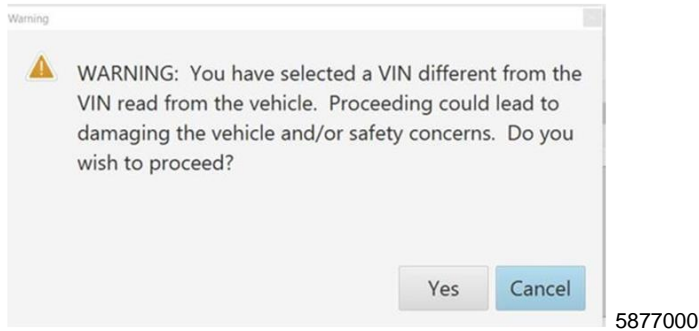 Warning
WARNING: You have selected a VIN different from the
VIN read from the vehicle. Proceeding could lead to
damaging the vehicle and/or safety concerns. Do you
wish to proceed?
Yes
Cancel
5877000